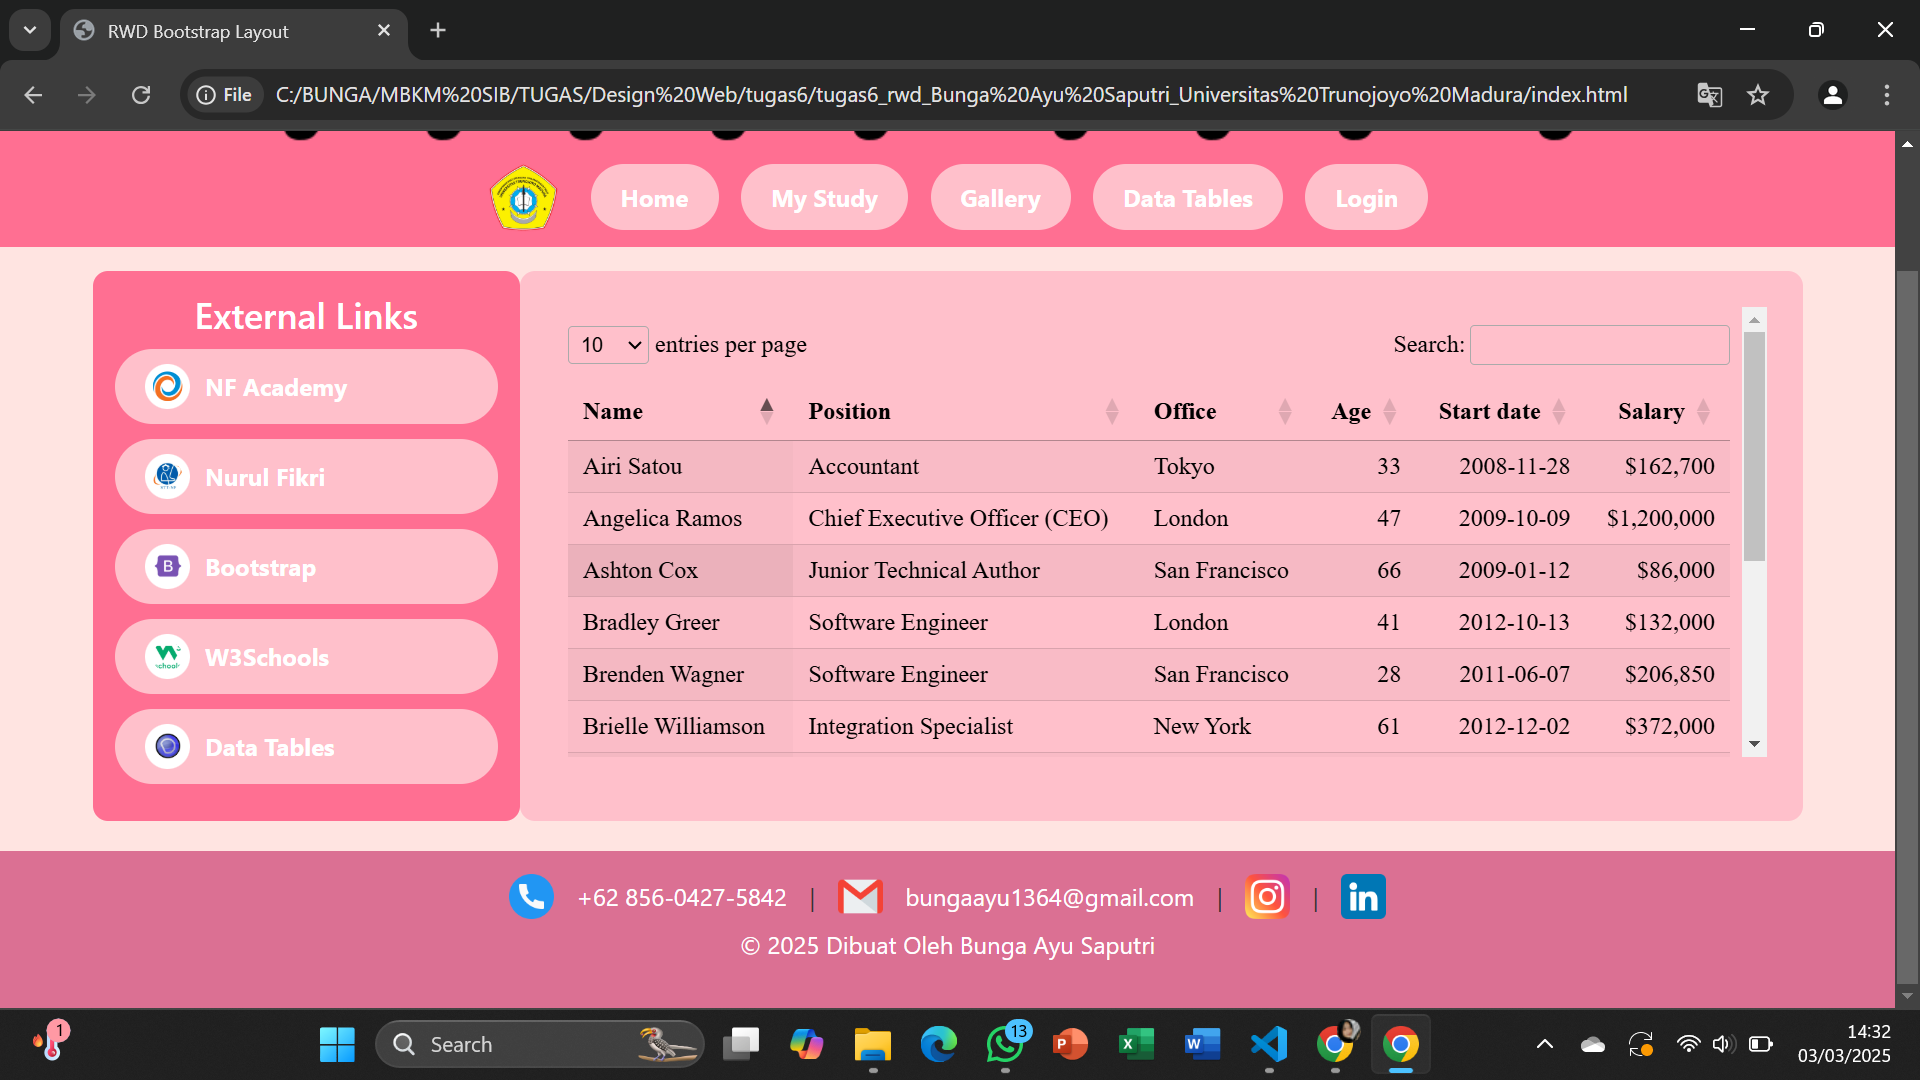 RWD Bootstrap Layout
File C:/BUNGA/MBKM%20SIB/TUGAS/Design%20Web/tugas6/tugas6_rwd_Bunga%20Ayu%20Saputri_Universitas%20Trunojoyo%20Madura/index.html
Home My Study Gallery Data Tables Login
External Links
NF Academy
Nurul Fikri
Bootstrap
W3Schools
Data Tables
10 entries per page Search:
Name Position Office Age Start date Salary
Airi Satou Accountant Tokyo 33 2008-11-28 $162,700
Angelica Ramos Chief Executive Officer (CEO) London 47 2009-10-09 $1,200,000
Ashton Cox Junior Technical Author San Francisco 66 2009-01-12 $86,000
Bradley Greer Software Engineer London 41 2012-10-13 $132,000
Brenden Wagner Software Engineer San Francisco 28 2011-06-07 $206,850
Brielle Williamson Integration Specialist New York 61 2012-12-02 $372,000
+62 856-0427-5842 | bungaayu1364@gmail.com | |
© 2025 Dibuat Oleh Bunga Ayu Saputri
1 Search 13 14:32
03/03/2025